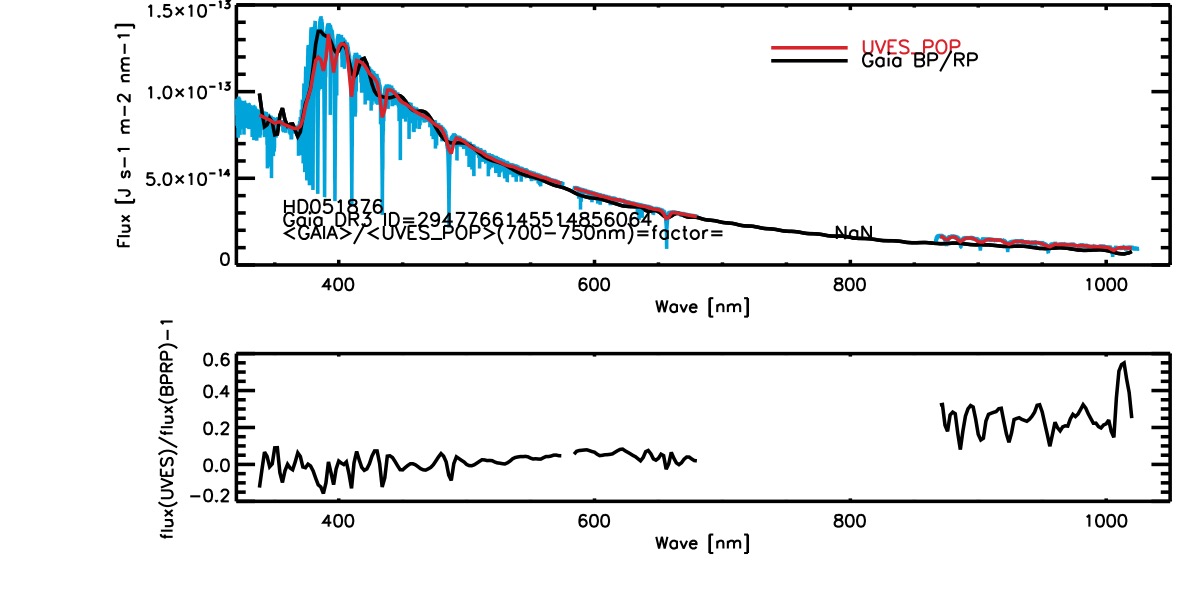 1.5×10−13
1.0×10−13
5.0×10−14
0
Flux [J s−1 m−2 nm−1]
UVES_POP
Gaia BP/RP
HD051876
Gaia DR3 ID=2947766145514856064
<GAIA>/<UVES_POP>(700−750nm)=factor= NaN
400 600 800 1000
Wave [nm]
0.6
0.4
0.2
0.0
−0.2
flux(UVES)/flux(BPRP)−1
400 600 800 1000
Wave [nm]